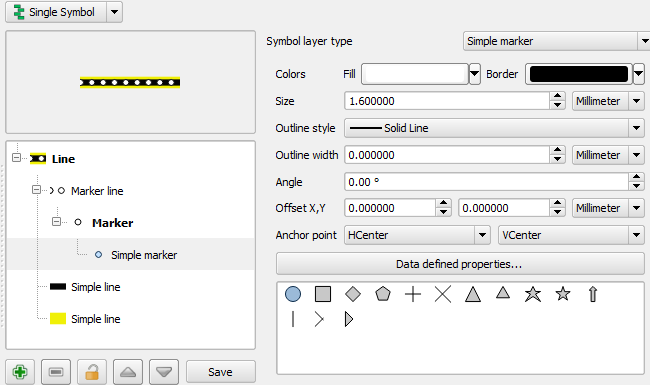 Single Symbol
Line
Marker line
Marker
Simple marker
Simple line
Simple line
Save
Symbol layer type Simple marker
Colors Fill Border
Size 1.600000 Millimeter
Outline style Solid Line
Outline width 0.000000 Millimeter
Angle 0.00 °
Offset X,Y 0.000000 0.000000 Millimeter
Anchor point HCenter VCenter
Data defined properties...